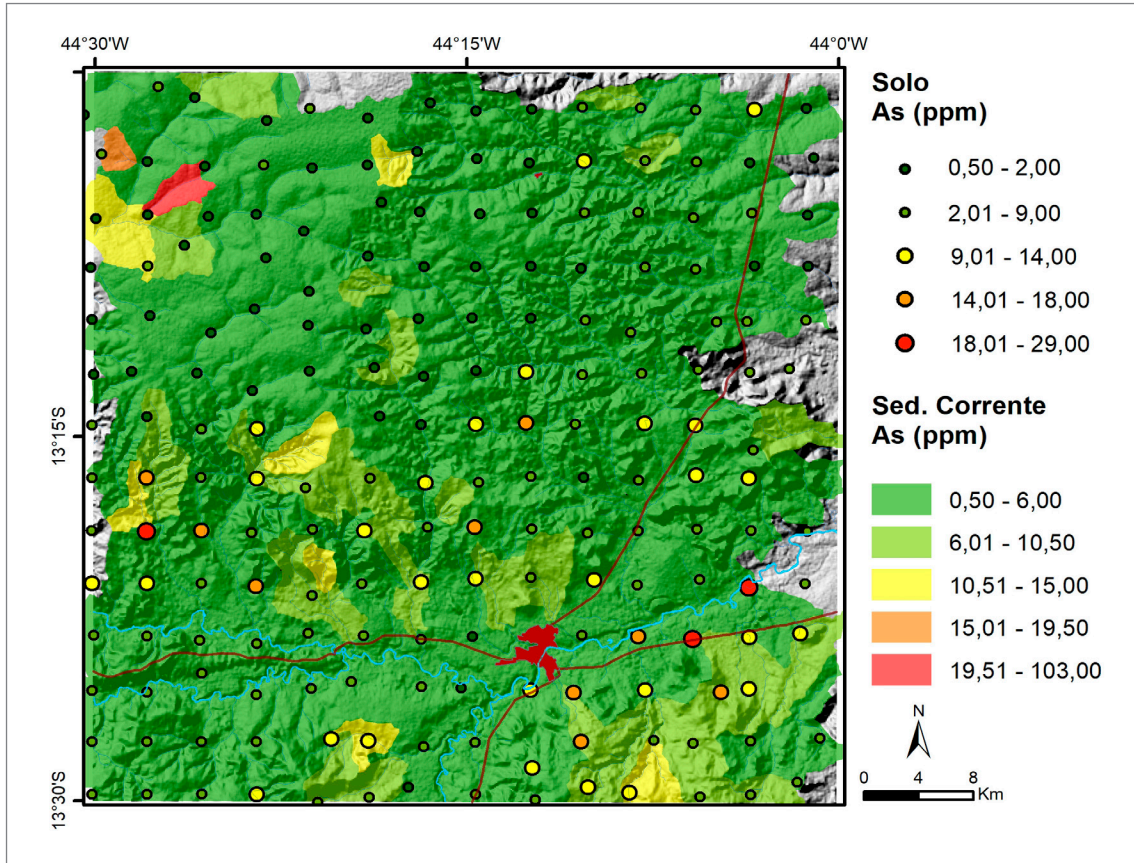 44°30'W
44°15'W
44°0'W
13°15'S
13°30'S
Solo
As (ppm)
0,50 - 2,00
2,01 - 9,00
9,01 - 14,00
14,01 - 18,00
18,01 - 29,00
Sed. Corrente
As (ppm)
0,50 - 6,00
6,01 - 10,50
10,51 - 15,00
15,01 - 19,50
19,51 - 103,00
N
0 4 8
Km